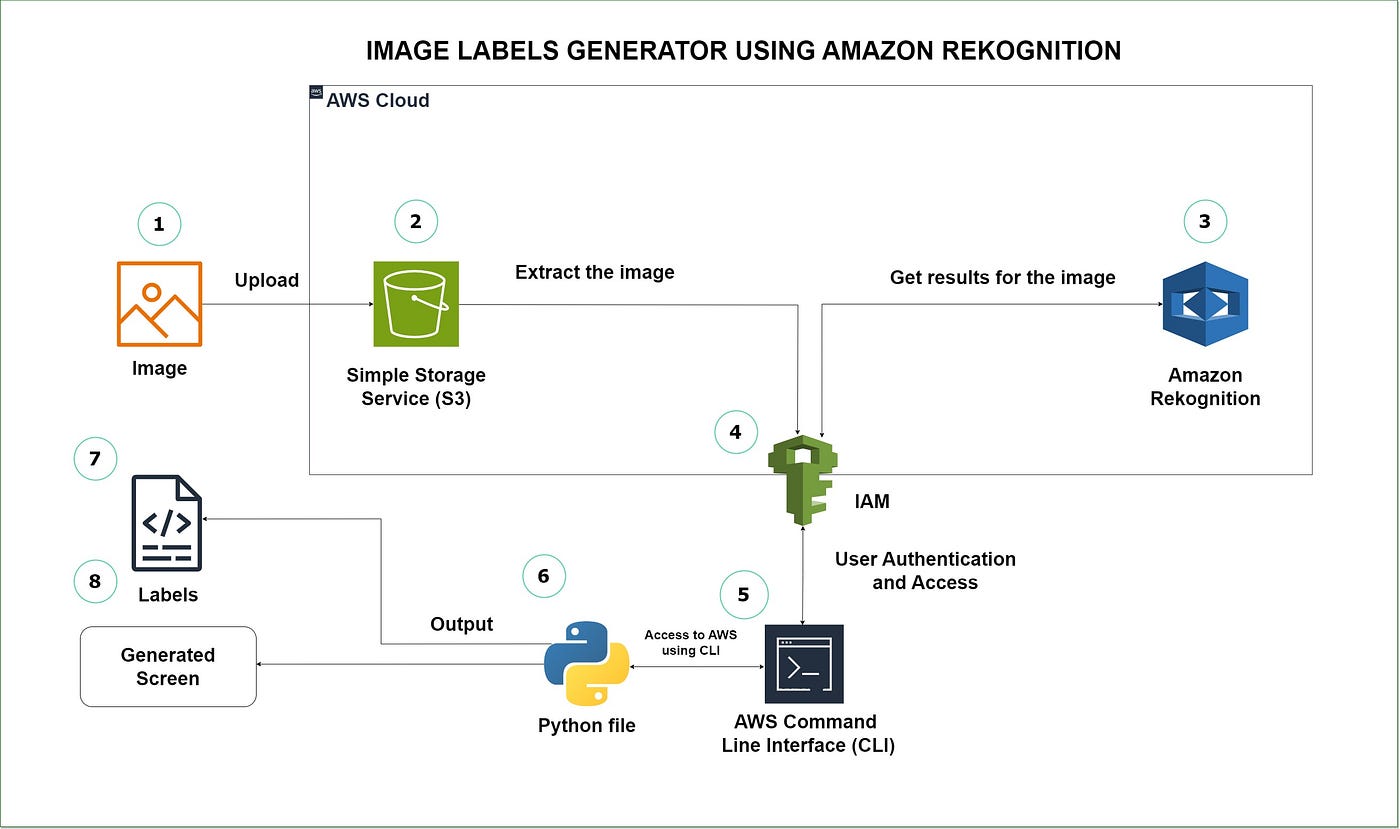 IMAGE LABELS GENERATOR USING AMAZON REKOGNITION
aws
AWS Cloud
1
2
3
Upload
Extract the image
Get results for the image
Image
Simple Storage
Service (S3)
Amazon
Rekognition
4
IAM
User Authentication
and Access
5
6
7
8
Labels
Output
Access to AWS
using CLI
Generated
Screen
Python file
AWS Command
Line Interface (CLI)